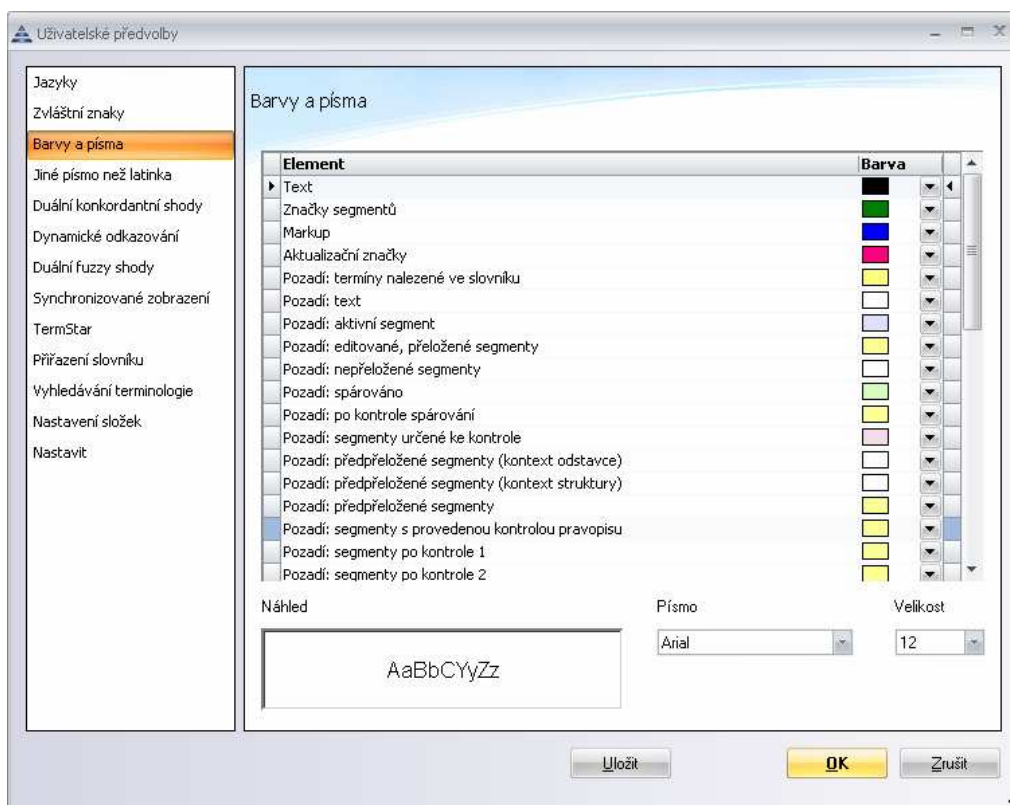 Uživatelské předvolby
Jazyky
Zvláštní znaky
Barvy a písma
Jiné písmo než latinka
Duální konkordantní shody
Dynamické odkazování
Duální fuzzy shody
Synchronizované zobrazení
TermStar
Přiřazení slovníku
Vyhledávání terminologie
Nastavení složek
Nastavit
Barvy a písma
Element Barva
Text
Značky segmentů
Markup
Aktualizační značky
Pozadí: termíny nalezené ve slovníku
Pozadí: text
Pozadí: aktivní segment
Pozadí: editované, přeložené segmenty
Pozadí: nepřeložené segmenty
Pozadí: spárováno
Pozadí: po kontrole spárování
Pozadí: segmenty určené ke kontrole
Pozadí: předpřeložené segmenty (kontext odstavce)
Pozadí: předpřeložené segmenty (kontext struktury)
Pozadí: předpřeložené segmenty
Pozadí: segmenty s provedenou kontrolou pravopisu
Pozadí: segmenty po kontrole 1
Pozadí: segmenty po kontrole 2
Náhled Písmo Velikost
Arial 12
AaBbCYyZz
Uložit OK Zrušit